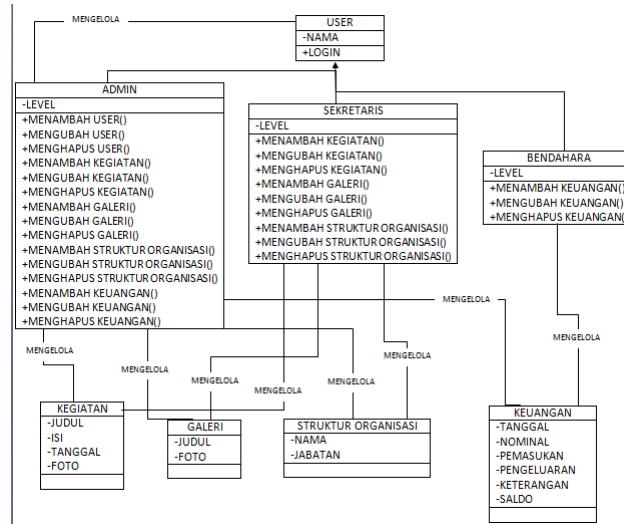 MENGELOLA
USER
-NAMA
+LOGIN
ADMIN
-LEVEL
+MENAMBAH USER()
+MENGUBAH USER()
+MENGHAPUS USER()
+MENAMBAH KEGIATAN()
+MENGUBAH KEGIATAN()
+MENGHAPUS KEGIATAN()
+MENAMBAH GALERI()
+MENGUBAH GALERI()
+MENGHAPUS GALERI()
+MENAMBAH STRUKTUR ORGANISASI()
+MENGUBAH STRUKTUR ORGANISASI()
+MENGHAPUS STRUKTUR ORGANISASI()
+MENAMBAH KEUANGAN()
+MENGUBAH KEUANGAN()
+MENGHAPUS KEUANGAN()
SEKRETARIS
-LEVEL
+MENAMBAH KEGIATAN()
+MENGUBAH KEGIATAN()
+MENGHAPUS KEGIATAN()
+MENAMBAH GALERI()
+MENGUBAH GALERI()
+MENGHAPUS GALERI()
+MENAMBAH STRUKTUR ORGANISASI()
+MENGUBAH STRUKTUR ORGANISASI()
+MENGHAPUS STRUKTUR ORGANISASI()
BENDAHARA
-LEVEL
+MENAMBAH KEUANGAN()
+MENGUBAH KEUANGAN()
+MENGHAPUS KEUANGAN()
MENGELOLA
MENGELOLA
MENGELOLA
MENGELOLA
MENGELOLA
MENGELOLA
MENGELOLA
MENGELOLA
KEGIATAN
-JUDUL
-ISI
-TANGGAL
-FOTO
GALERI
-JUDUL
-FOTO
STRUKTUR ORGANISASI
-NAMA
-JABATAN
KEUANGAN
-TANGGAL
-NOMINAL
-PEMASUKAN
-PENGELUARAN
-KETERANGAN
-SALDO